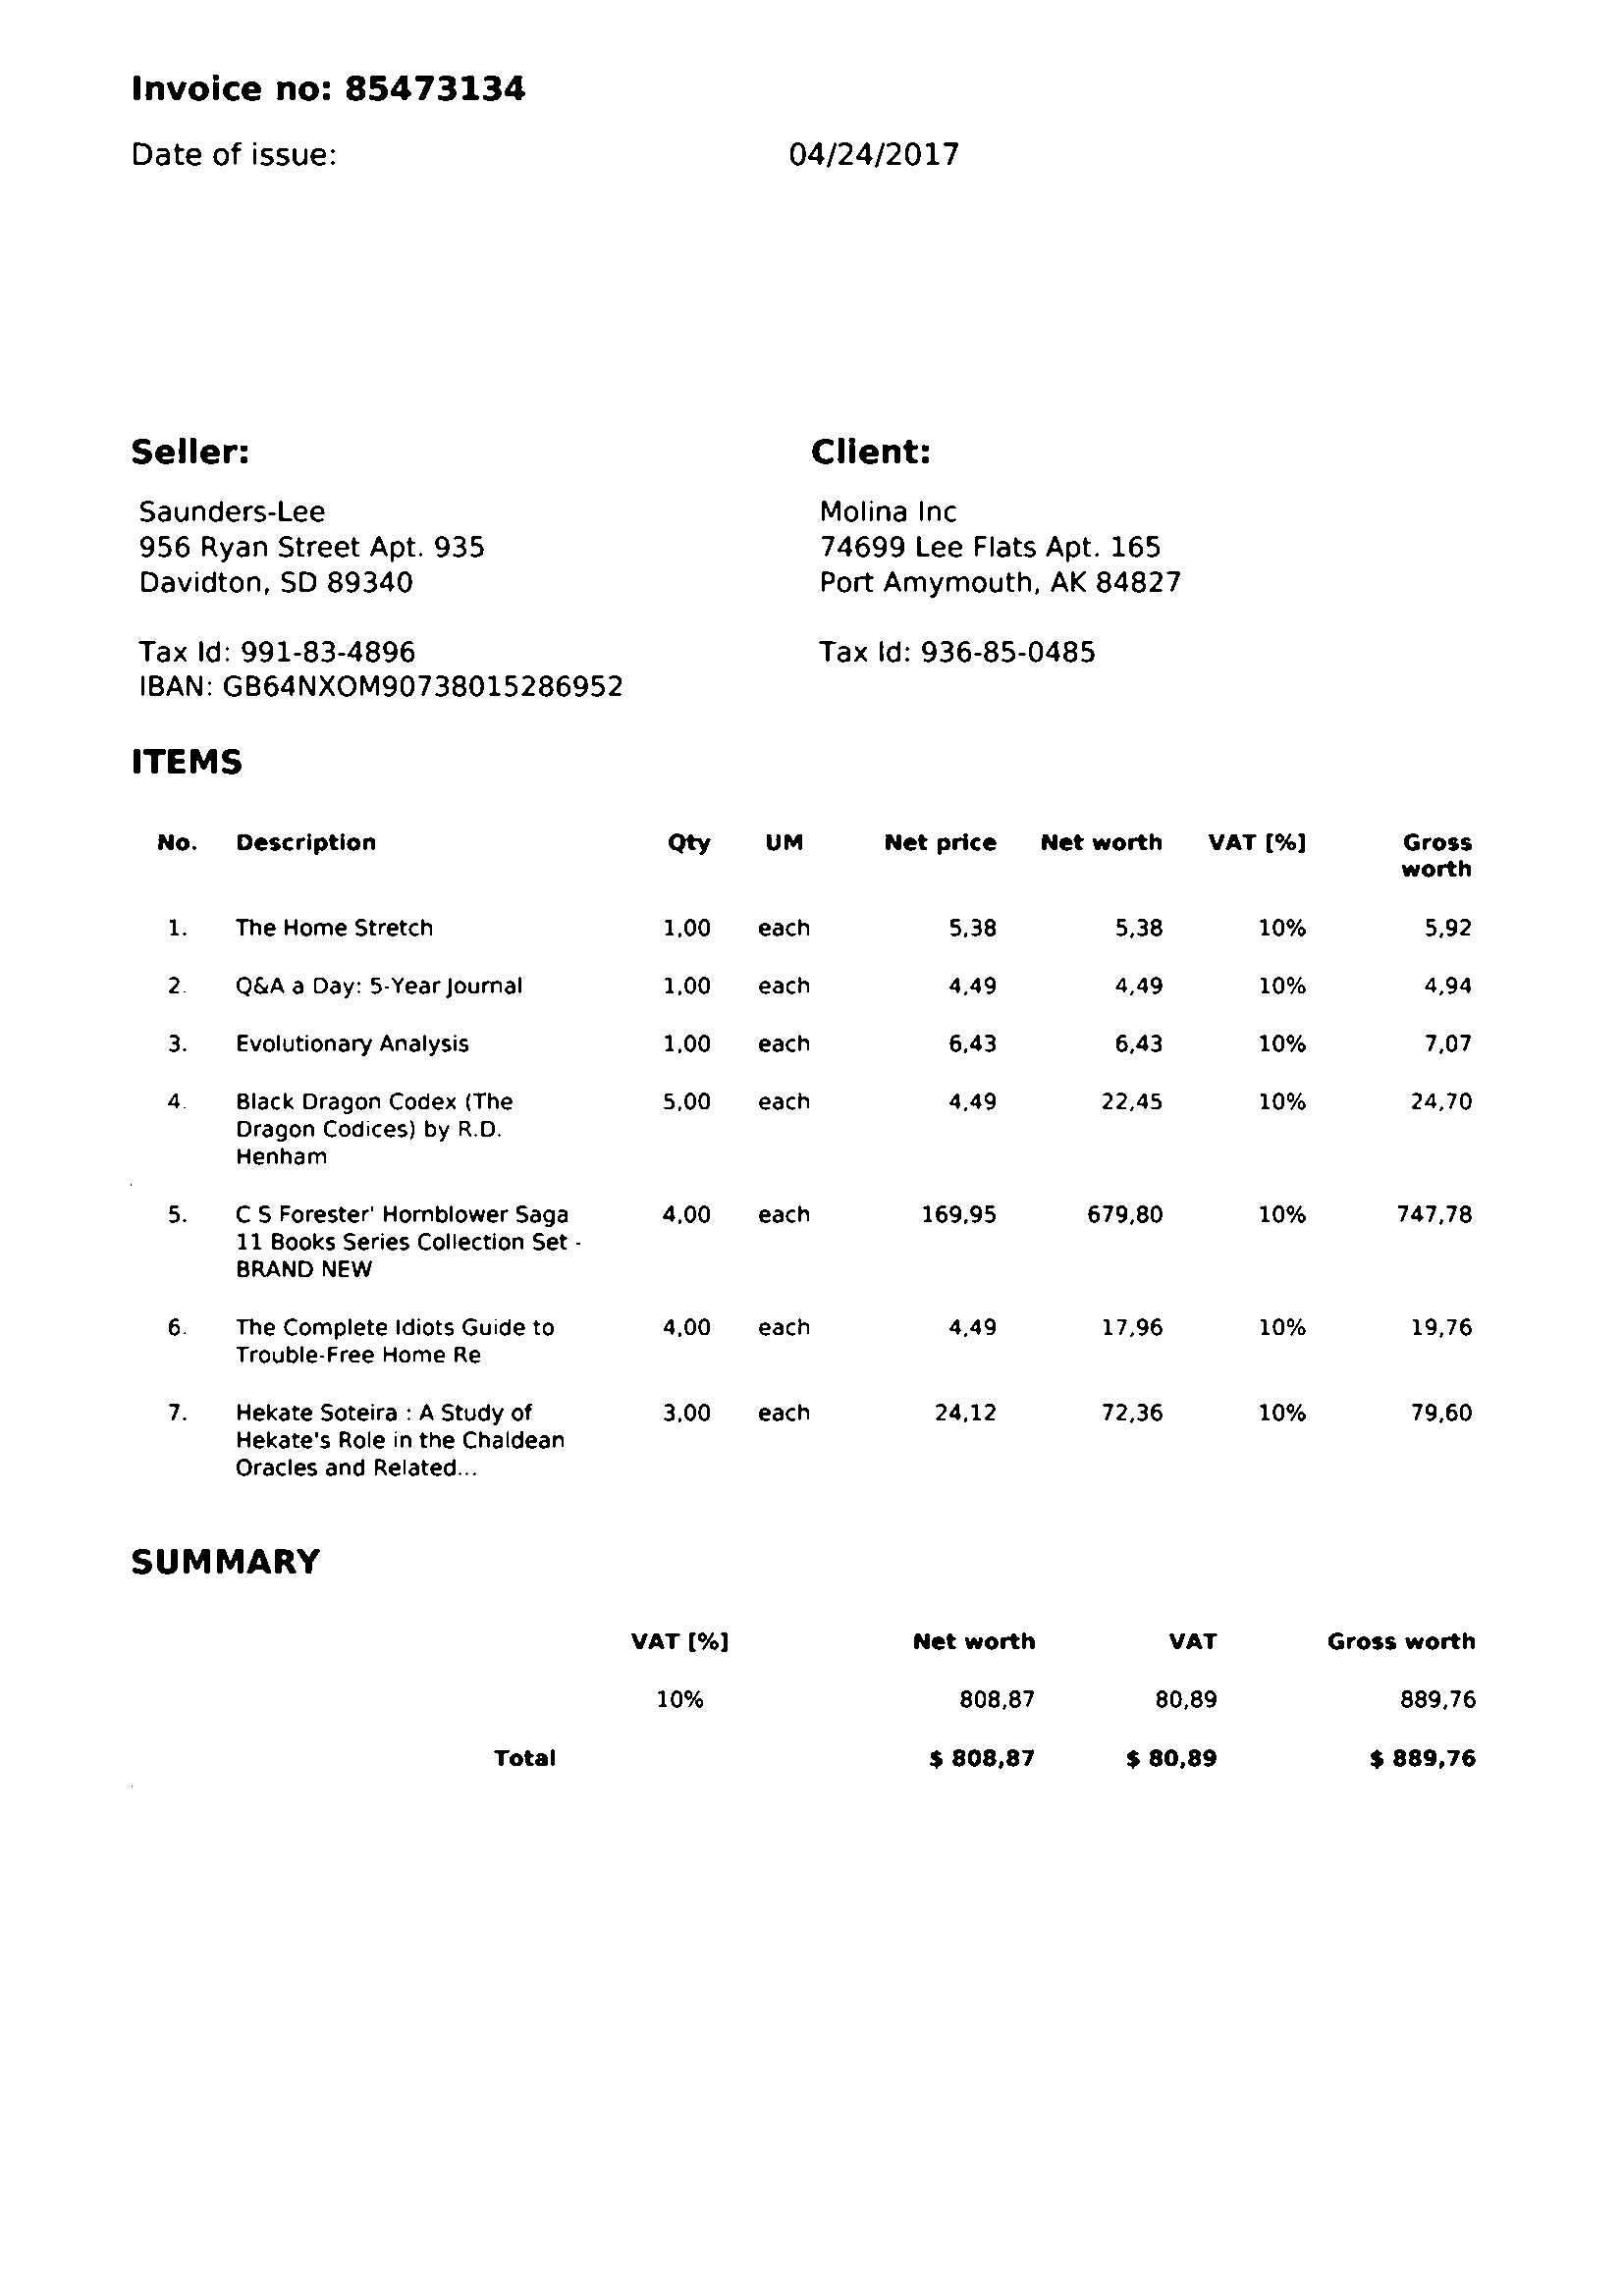 Invoice no: 85473134
Date of issue: 04/24/2017
Seller:
Saunders-Lee
956 Ryan Street Apt. 935
Davidton, SD 89340
Tax Id: 991-83-4896
IBAN: GB64NXOM90738015286952
Client:
Molina Inc
74699 Lee Flats Apt. 165
Port Amymouth, AK 84827
Tax Id: 936-85-0485
ITEMS
No. Description Qty UM Net price Net worth VAT [%] Gross
worth
1. The Home Stretch 1,00 each 5,38 5,38 10% 5,92
2. Q&A a Day: 5-Year Journal 1,00 each 4,49 4,49 10% 4,94
3. Evolutionary Analysis 1,00 each 6,43 6,43 10% 7,07
4. Black Dragon Codex (The 5,00 each 4,49 22,45 10% 24,70
Dragon Codices) by R.D.
Henham
5. C S Forester' Hornblower Saga 4,00 each 169,95 679,80 10% 747,78
11 Books Series Collection Set -
BRAND NEW
6. The Complete Idiots Guide to 4,00 each 4,49 17,96 10% 19,76
Trouble-Free Home Re
7. Hekate Soteira : A Study of 3,00 each 24,12 72,36 10% 79,60
Hekate's Role in the Chaldean
Oracles and Related...
SUMMARY
VAT [%] Net worth VAT Gross worth
10% 808,87 80,89 889,76
Total $ 808,87 $ 80,89 $ 889,76